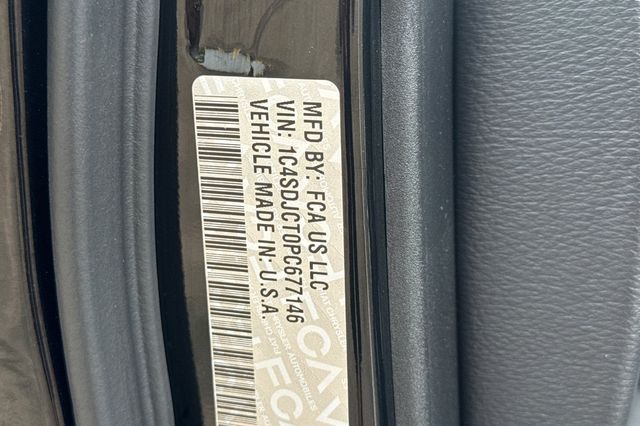 MFD BY: FCA US LLC
VIN: 1C4SDJCT0PC677146
VEHICLE MADE IN: U.S.A.